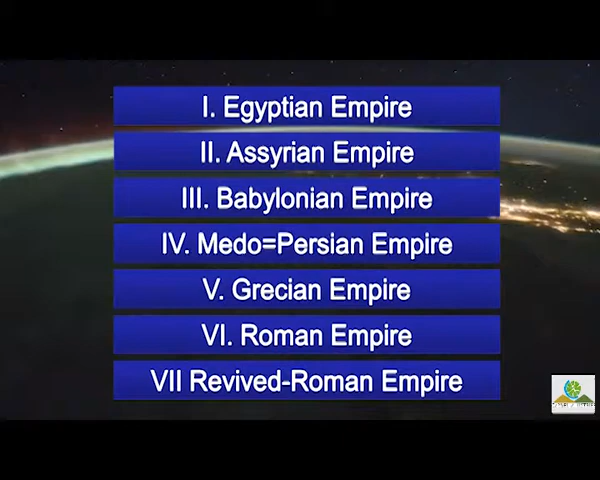 I. Egyptian Empire
II. Assyrian Empire
III. Babylonian Empire
IV. Medo=Persian Empire
V. Grecian Empire
VI. Roman Empire
VII Revived-Roman Empire